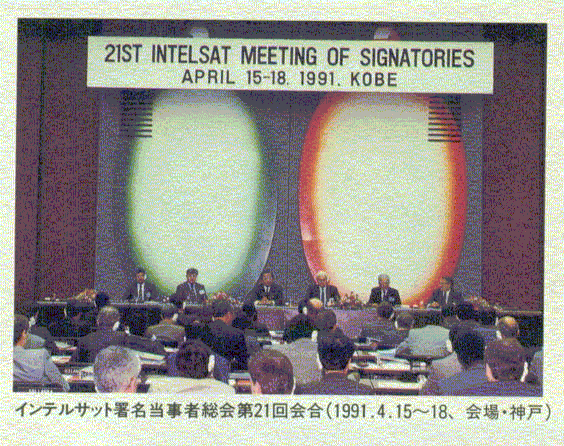 21ST INTELSAT MEETING OF SIGNATORIES
APRIL 15-18. 1991. KOBE
インテルサット署名当事者総会第21回会合(1991.4.15〜18、会場・神戸)